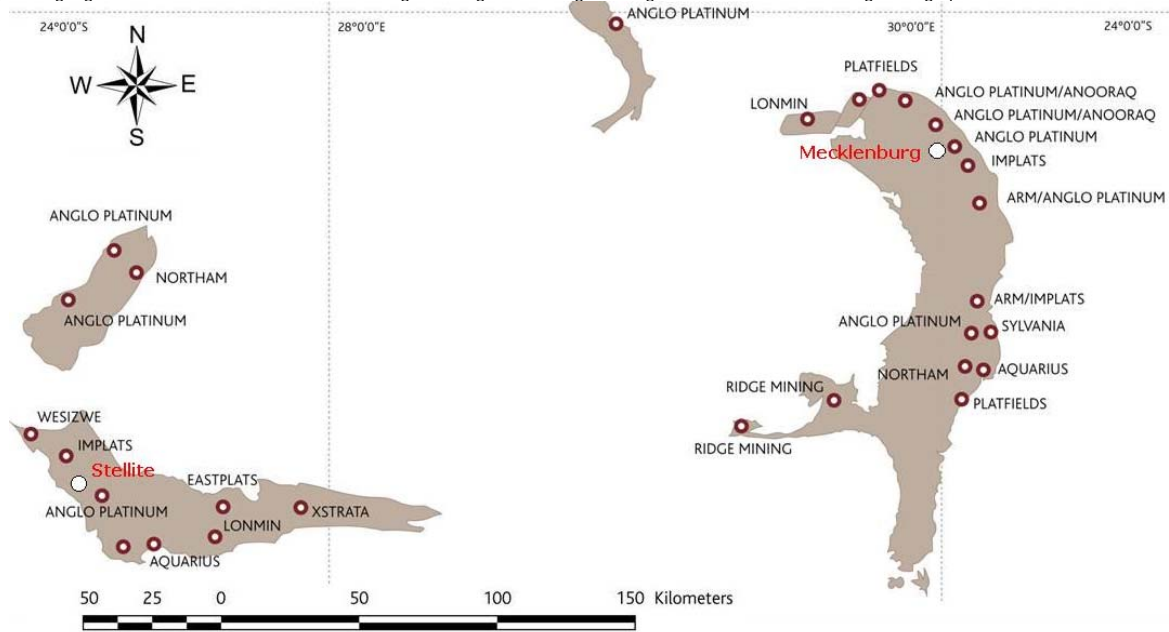 ANGLO PLATINUM
24°0'0"S
28°0'0"E
30°0'0"E
24°0'0"S
N
W
E
S
PLATFIELDS
LONMIN
ANGLO PLATINUM/ANOORAQ
ANGLO PLATINUM/ANOORAQ
ANGLO PLATINUM
Mecklenburg
IMPLATS
ARM/ANGLO PLATINUM
ANGLO PLATINUM
NORTHAM
ANGLO PLATINUM
ARM/IMPLATS
ANGLO PLATINUM
SYLVANIA
NORTHAM
AQUARIUS
RIDGE MINING
PLATFIELDS
RIDGE MINING
WESIZWE
IMPLATS
Stellite
EASTPLATS
ANGLO PLATINUM
LONMIN
XSTRATA
AQUARIUS
50 25 0 50 100 150 Kilometers